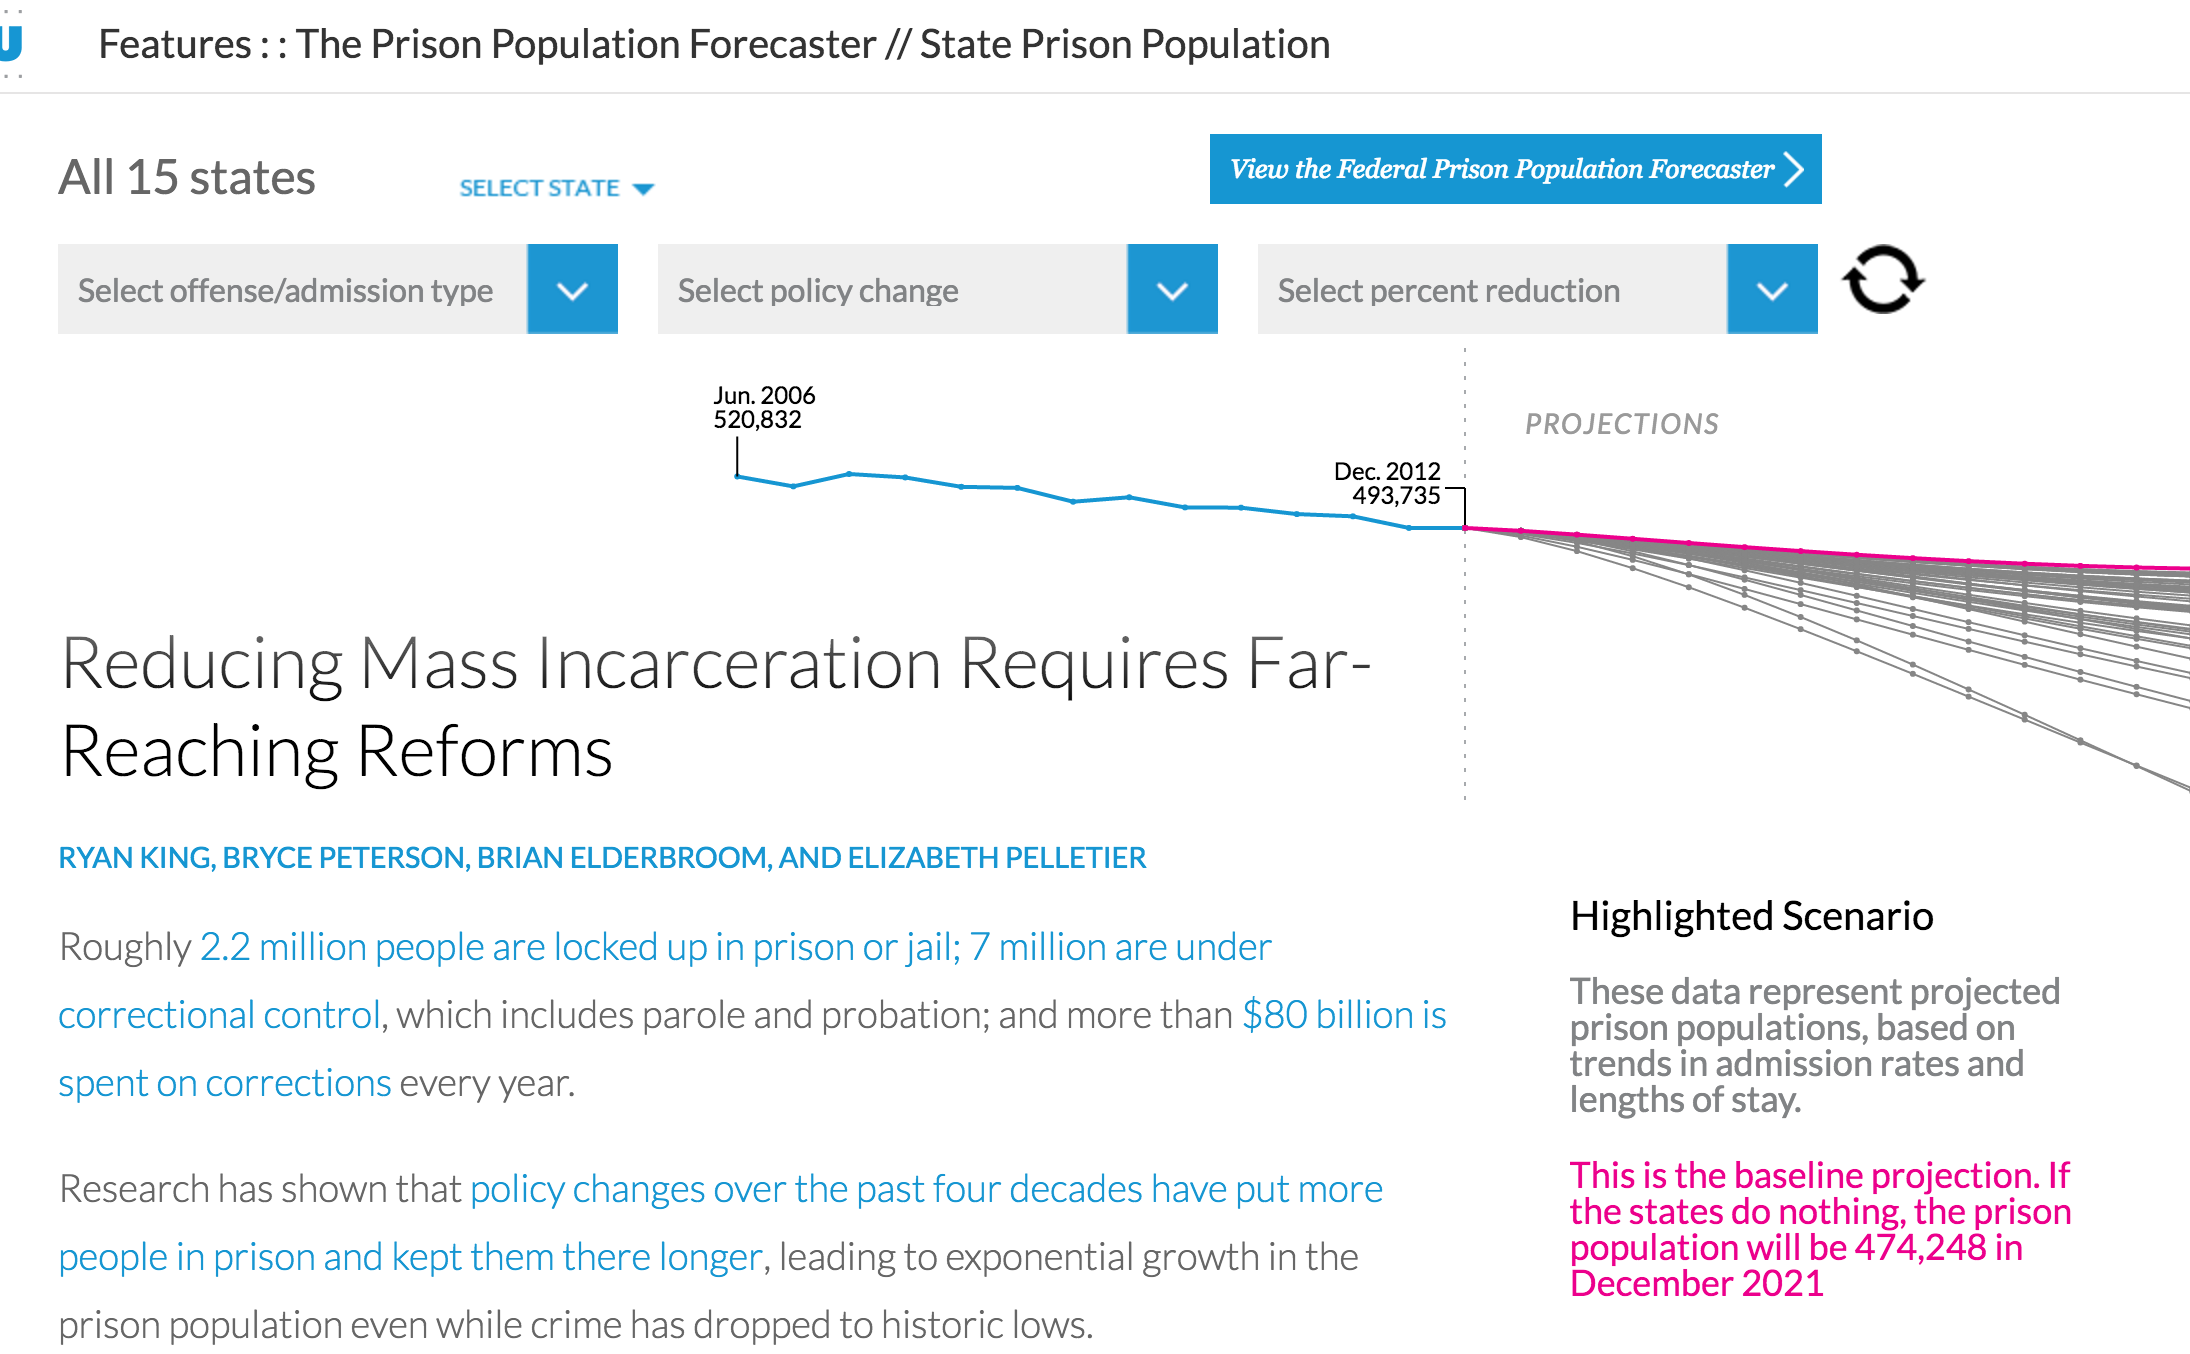 Features : : The Prison Population Forecaster // State Prison Population
All 15 states
SELECT STATE
View the Federal Prison Population Forecaster
Select offense/admission type
Select policy change
Select percent reduction
Jun. 2006
520,832
PROJECTIONS
Dec. 2012
493,735
Reducing Mass Incarceration Requires Far-
Reaching Reforms
RYAN KING, BRYCE PETERSON, BRIAN ELDERBROOM, AND ELIZABETH PELLETIER
Roughly 2.2 million people are locked up in prison or jail; 7 million are under
correctional control, which includes parole and probation; and more than $80 billion is
spent on corrections every year.
Research has shown that policy changes over the past four decades have put more
people in prison and kept them there longer, leading to exponential growth in the
prison population even while crime has dropped to historic lows.
Highlighted Scenario
These data represent projected
prison populations, based on
trends in admission rates and
lengths of stay.
This is the baseline projection. If
the states do nothing, the prison
population will be 474,248 in
December 2021